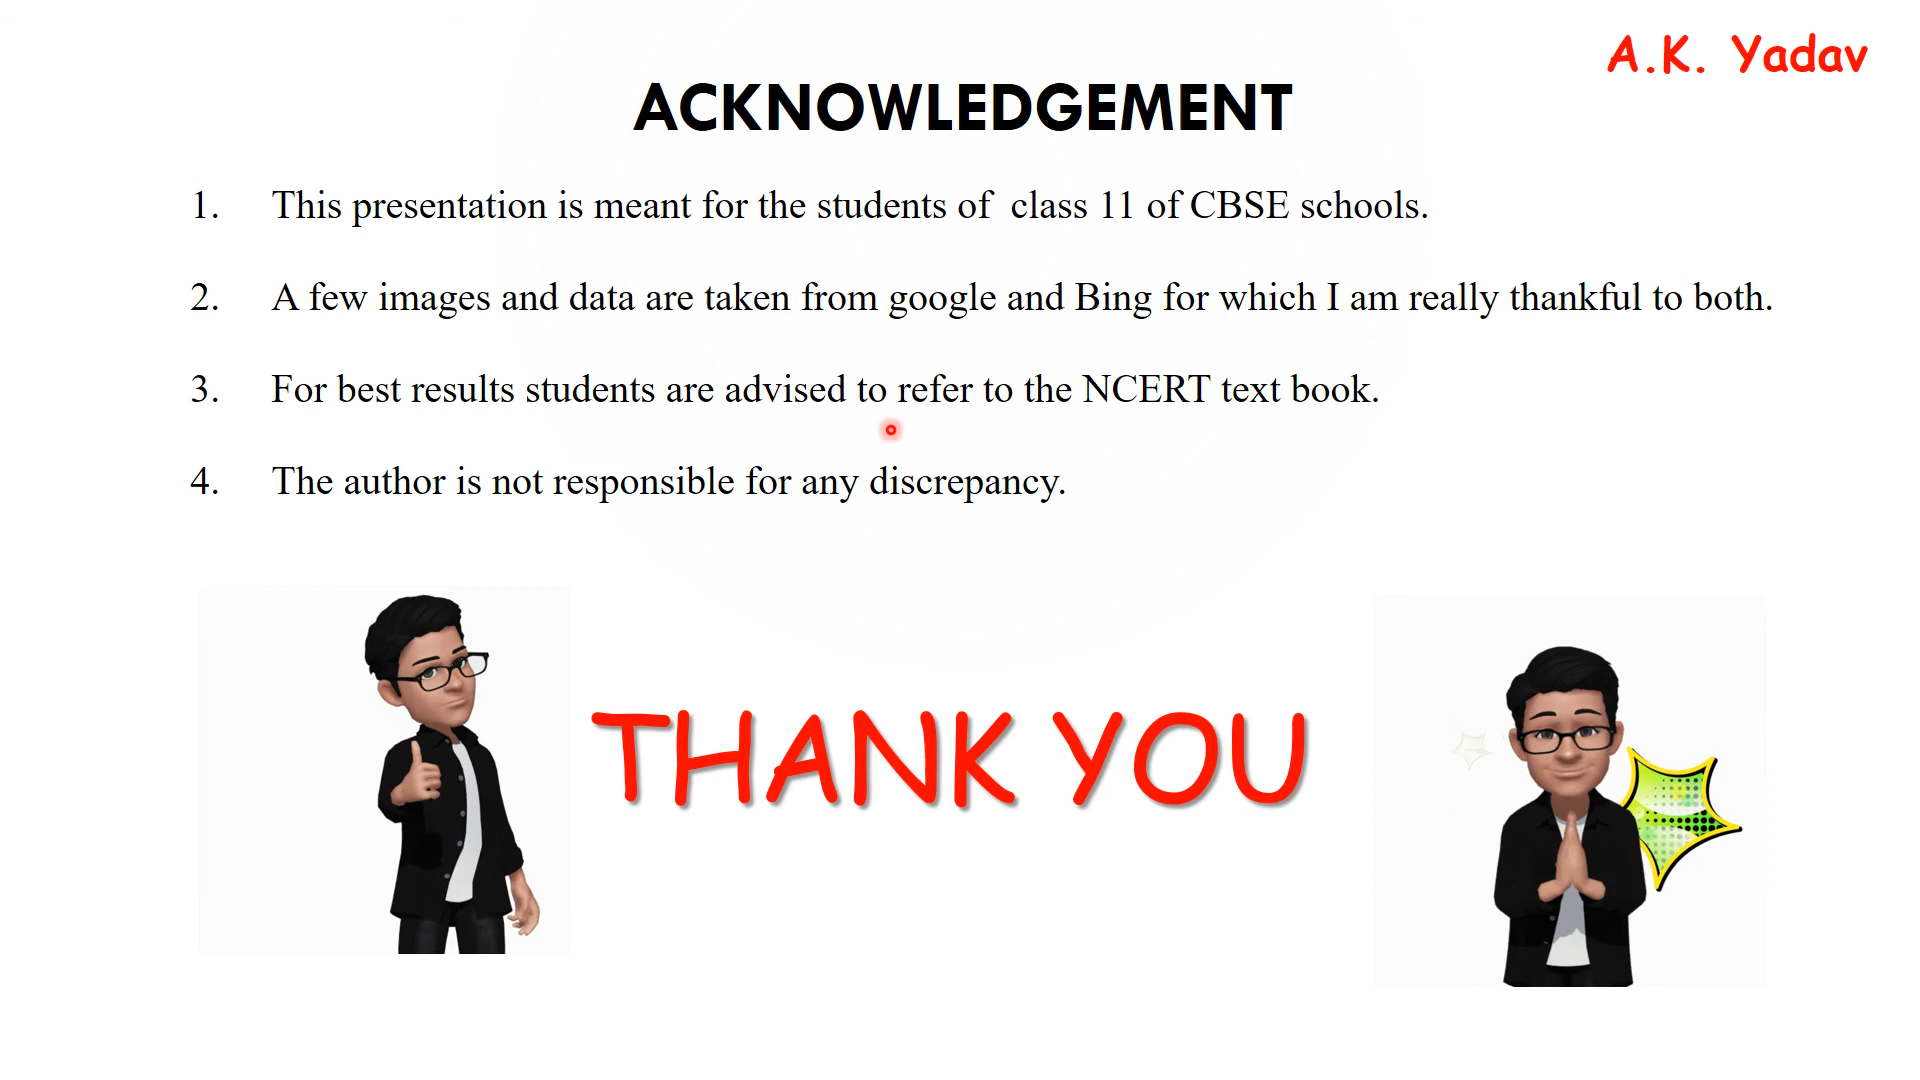 A.K. Yadav
ACKNOWLEDGEMENT
1. This presentation is meant for the students of class 11 of CBSE schools.
2. A few images and data are taken from google and Bing for which I am really thankful to both.
3. For best results students are advised to refer to the NCERT text book.
4. The author is not responsible for any discrepancy.
THANK YOU